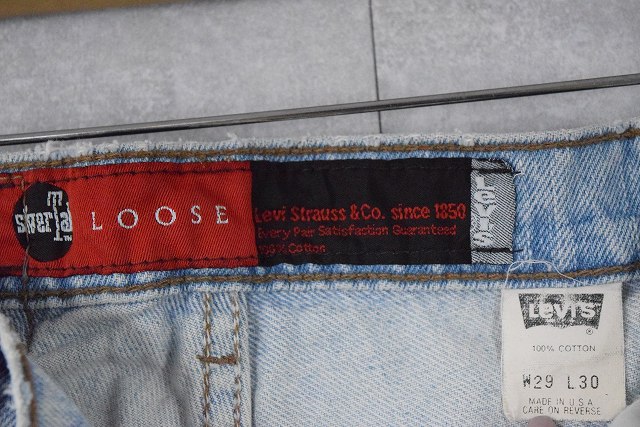 SilverTab™ LOOSE
Levi Strauss & Co. since 1850
Every Pair Satisfaction Guaranteed
100% Cotton
LEVI'S
LEVI'S
®
100% COTTON
W29 L30
MADE IN U.S.A
CARE ON REVERSE